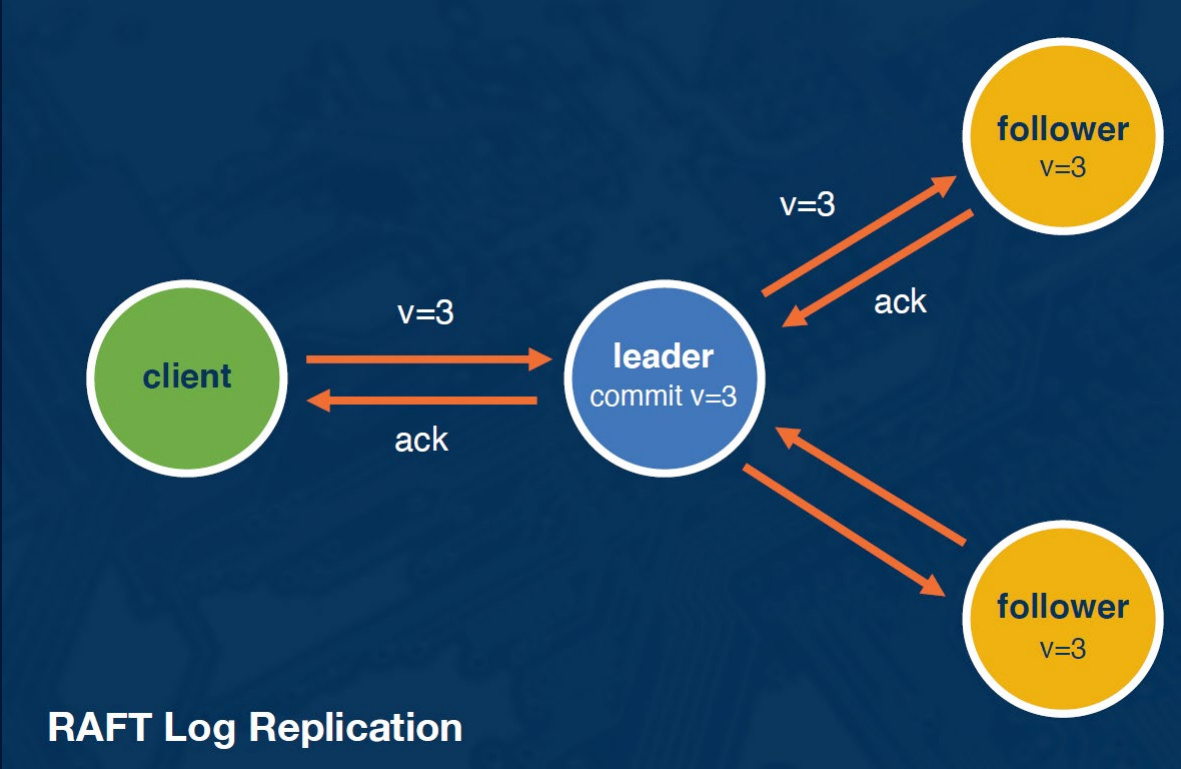 follower
v=3
v=3
ack
v=3
client
leader
commit v=3
ack
follower
v=3
RAFT Log Replication